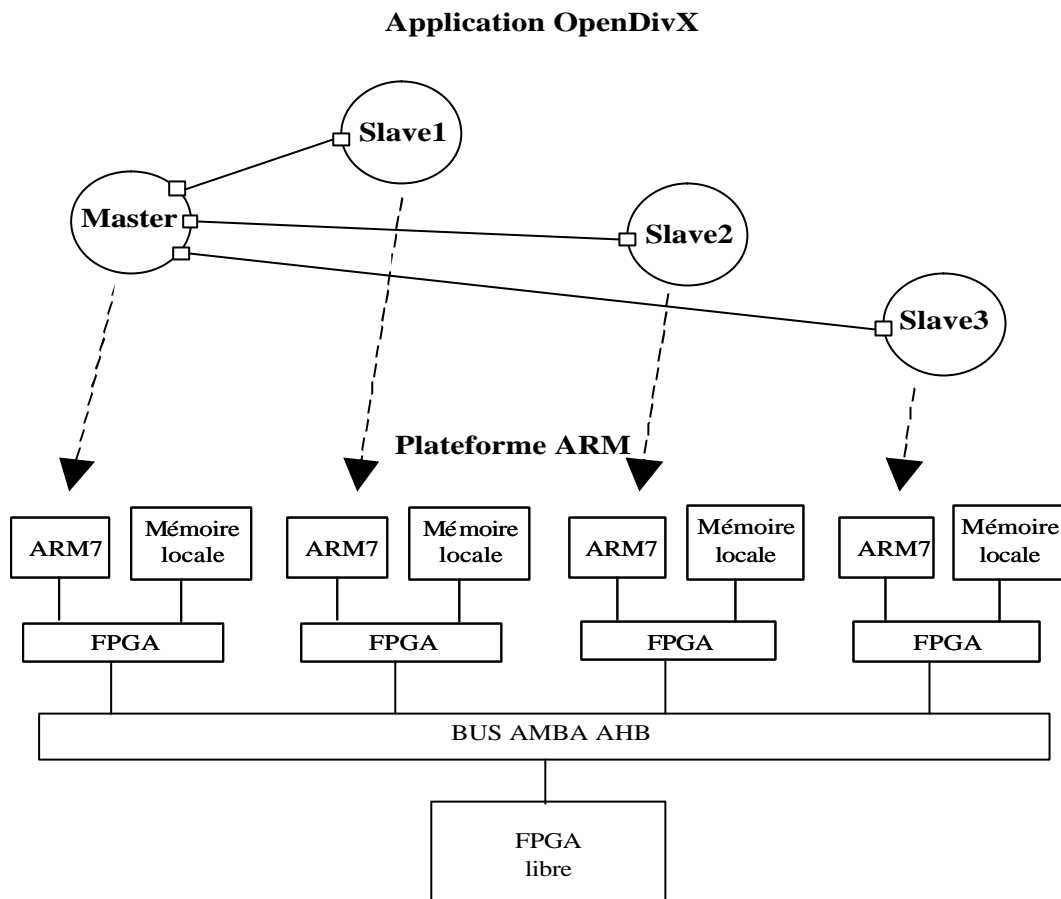 Application OpenDivX
Slave1
Master
Slave2
Slave3
Plateforme ARM
ARM7
Mémoire
locale
ARM7
Mémoire
locale
ARM7
Mémoire
locale
ARM7
Mémoire
locale
FPGA
FPGA
FPGA
FPGA
BUS AMBA AHB
FPGA
libre